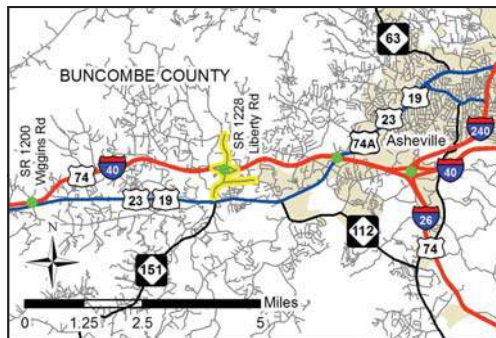 63
BUNCOMBE COUNTY
SR 1200
Wiggins Rd
SR 1228
Liberty Rd
19
23
74A
Asheville
240
74
40
40
23
19
26
112
74
N
151
Miles
0
1.25
2.5
5